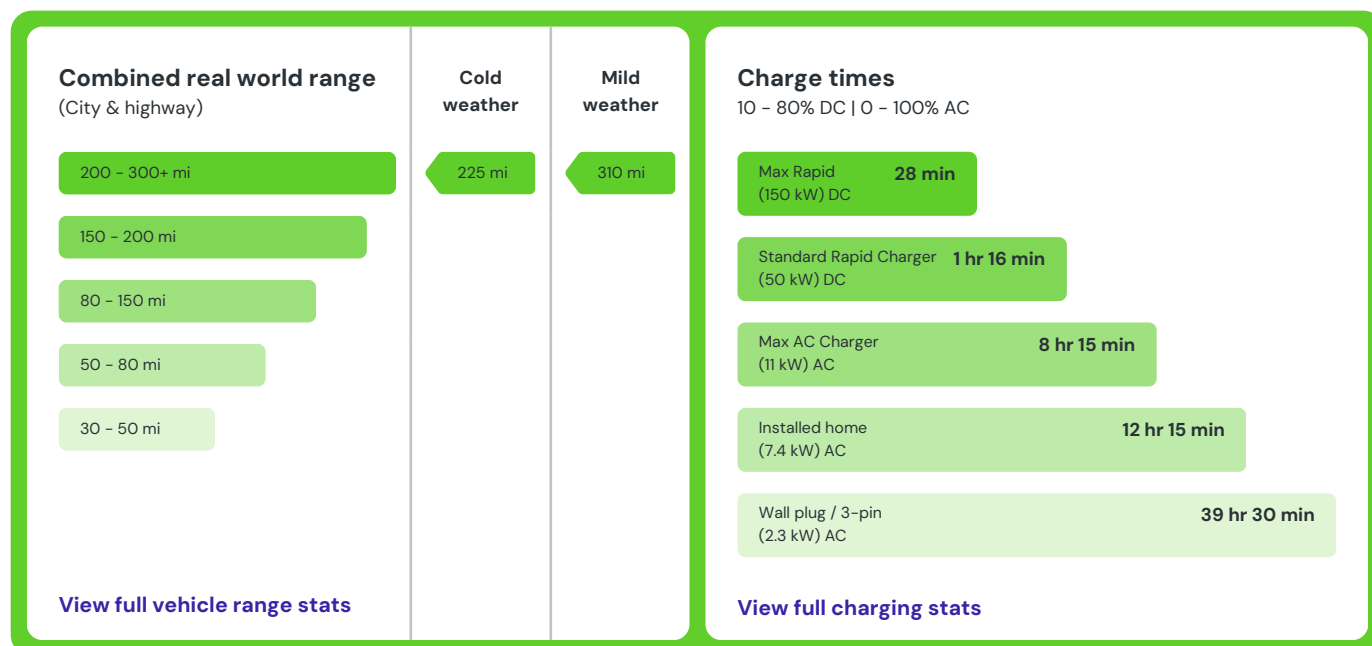 Combined real world range
(City & highway)
Cold
weather
Mild
weather
200 - 300+ mi
225 mi
310 mi
150 - 200 mi
80 - 150 mi
50 - 80 mi
30 - 50 mi
View full vehicle range stats
Charge times
10 - 80% DC | 0 - 100% AC
Max Rapid
(150 kW) DC
28 min
Standard Rapid Charger
(50 kW) DC
1 hr 16 min
Max AC Charger
(11 kW) AC
8 hr 15 min
Installed home
(7.4 kW) AC
12 hr 15 min
Wall plug / 3-pin
(2.3 kW) AC
39 hr 30 min
View full charging stats